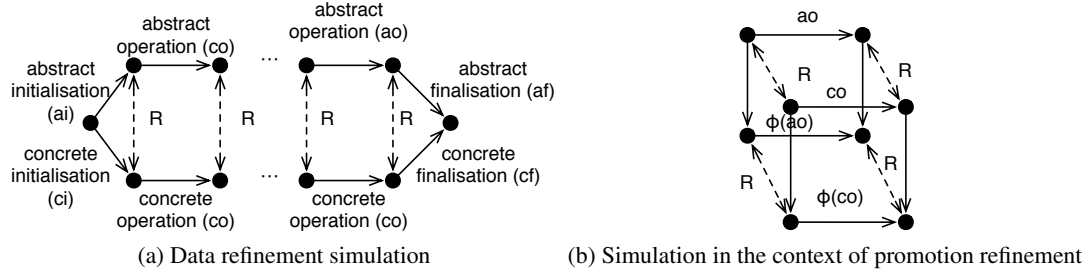 abstract
operation (co)
abstract
operation (ao)
...
abstract
initialisation
(ai)
abstract
finalisation (af)
R
R
R
R
concrete
initialisation
(ci)
concrete
finalisation (cf)
...
concrete
operation (co)
concrete
operation (co)
(a) Data refinement simulation
ao
R
R
co
ϕ(ao)
R
R
ϕ(co)
(b) Simulation in the context of promotion refinement